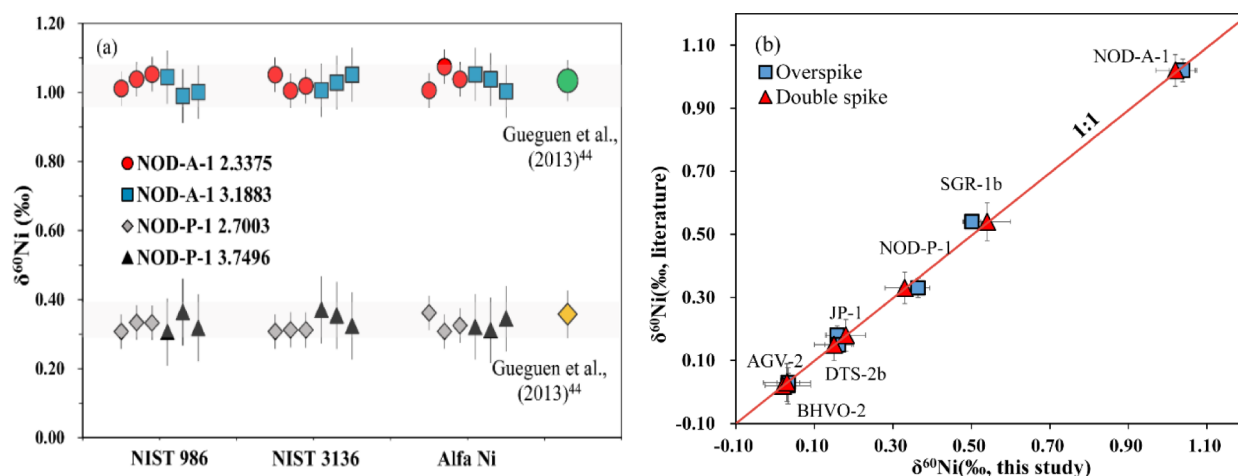 (a)
1.20
1.00
0.80
0.60
0.40
0.20
0.00
δ⁶⁰Ni (‰)
Gueguen et al.,
(2013)⁴⁴
NOD-A-1 2.3375
NOD-A-1 3.1883
NOD-P-1 2.7003
NOD-P-1 3.7496
Gueguen et al.,
(2013)⁴⁴
NIST 986
NIST 3136
Alfa Ni
(b)
Overspike
Double spike
1.10
0.90
0.70
0.50
0.30
0.10
-0.10
δ⁶⁰Ni(‰, literature)
NOD-A-1
1:1
SGR-1b
NOD-P-1
JP-1
AGV-2
DTS-2b
BHVO-2
-0.10
0.10
0.30
0.50
0.70
0.90
1.10
δ⁶⁰Ni(‰, this study)